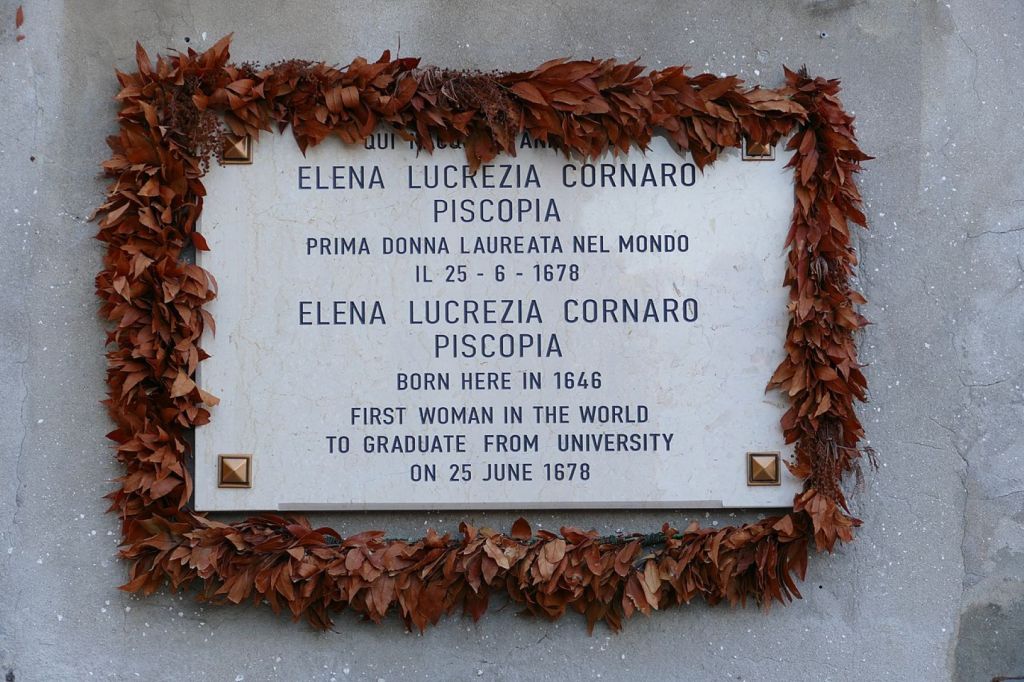 QUI
ELENA LUCREZIA CORNARO
PISCOPIA
PRIMA DONNA LAUREATA NEL MONDO
IL 25 - 6 - 1678
ELENA LUCREZIA CORNARO
PISCOPIA
BORN HERE IN 1646
FIRST WOMAN IN THE WORLD
TO GRADUATE FROM UNIVERSITY
ON 25 JUNE 1678